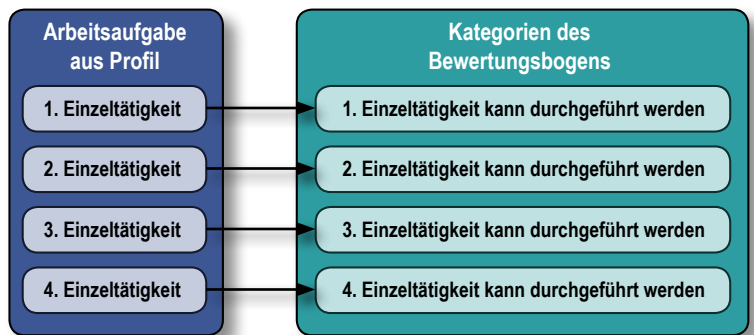 Arbeitsaufgabe
aus Profil
1. Einzeltätigkeit
2. Einzeltätigkeit
3. Einzeltätigkeit
4. Einzeltätigkeit
Kategorien des
Bewertungsbogens
1. Einzeltätigkeit kann durchgeführt werden
2. Einzeltätigkeit kann durchgeführt werden
3. Einzeltätigkeit kann durchgeführt werden
4. Einzeltätigkeit kann durchgeführt werden